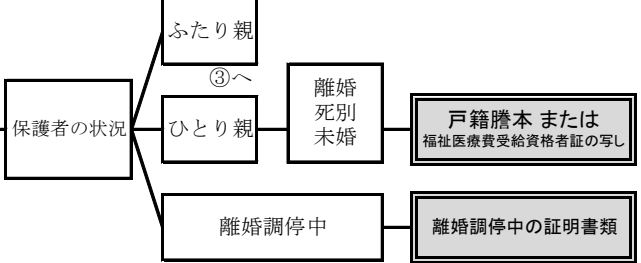 ふたり親
③へ
保護者の状況
ひとり親
離婚
死別
未婚
戸籍謄本 または
福祉医療費受給資格者証の写し
離婚調停中
離婚調停中の証明書類